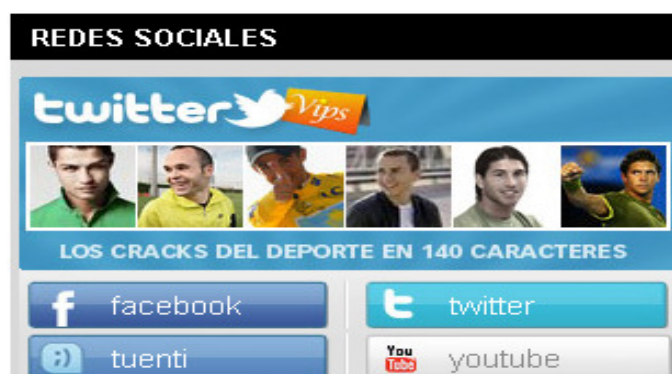 REDES SOCIALES
twitter Vips
LOS CRACKS DEL DEPORTE EN 140 CARACTERES
f facebook
t twitter
;) tuenti
You Tube youtube